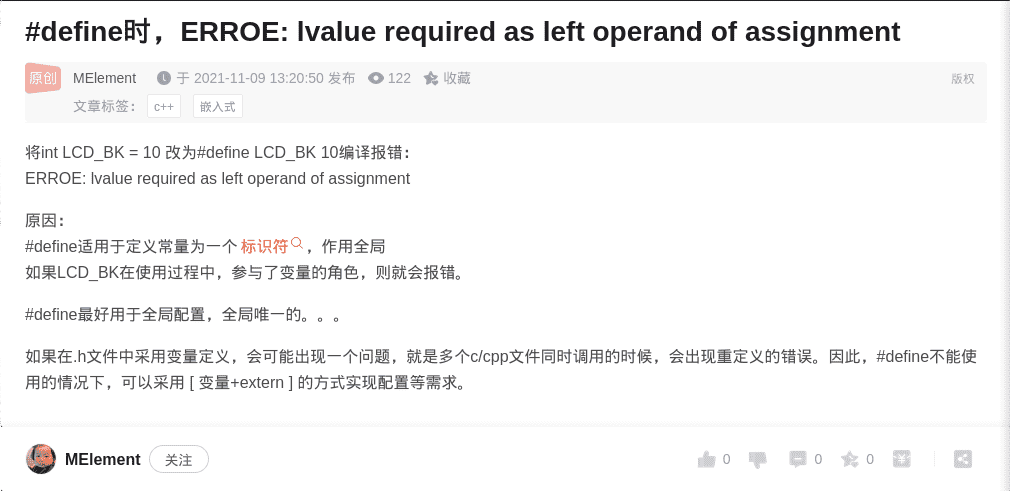 #define时，ERROE: lvalue required as left operand of assignment
原创 MElement 于 2021-11-09 13:20:50 发布 122 收藏 版权
文章标签： c++ 嵌入式
将int LCD_BK = 10 改为#define LCD_BK 10编译报错：
ERROE: lvalue required as left operand of assignment
原因：
#define适用于定义常量为一个 标识符 ，作用全局
如果LCD_BK在使用过程中，参与了变量的角色，则就会报错。
#define最好用于全局配置，全局唯一的。。。
如果在.h文件中采用变量定义，会可能出现一个问题，就是多个c/cpp文件同时调用的时候，会出现重定义的错误。因此，#define不能使
用的情况下，可以采用 [ 变量+extern ] 的方式实现配置等需求。
MElement 关注 0 0 0 ¥